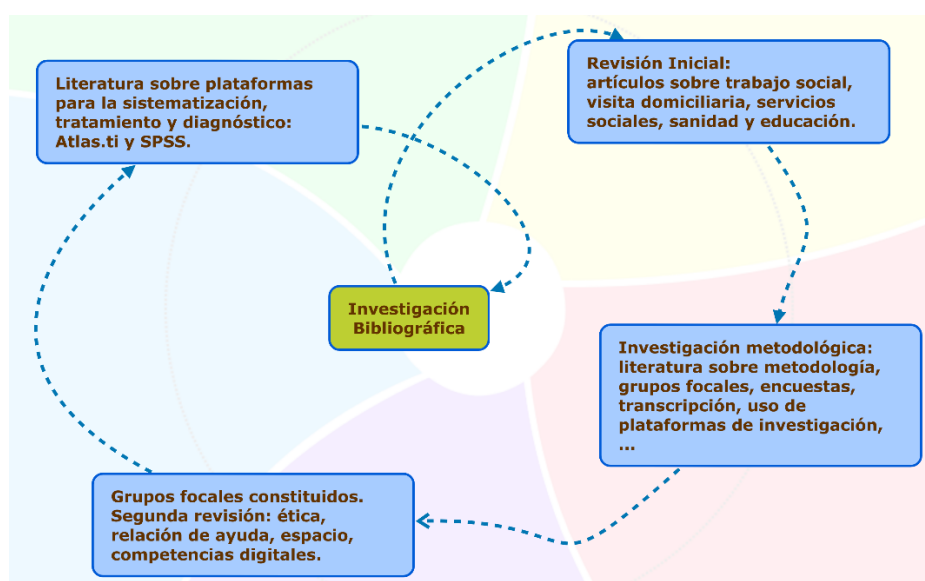 Literatura sobre plataformas
para la sistematización,
tratamiento y diagnóstico:
Atlas.ti y SPSS.
Revisión Inicial:
artículos sobre trabajo social,
visita domiciliaria, servicios
sociales, sanidad y educación.
Investigación
Bibliográfica
Investigación metodológica:
literatura sobre metodología,
grupos focales, encuestas,
transcripción, uso de
plataformas de investigación,
...
Grupos focales constituidos.
Segunda revisión: ética,
relación de ayuda, espacio,
competencias digitales.